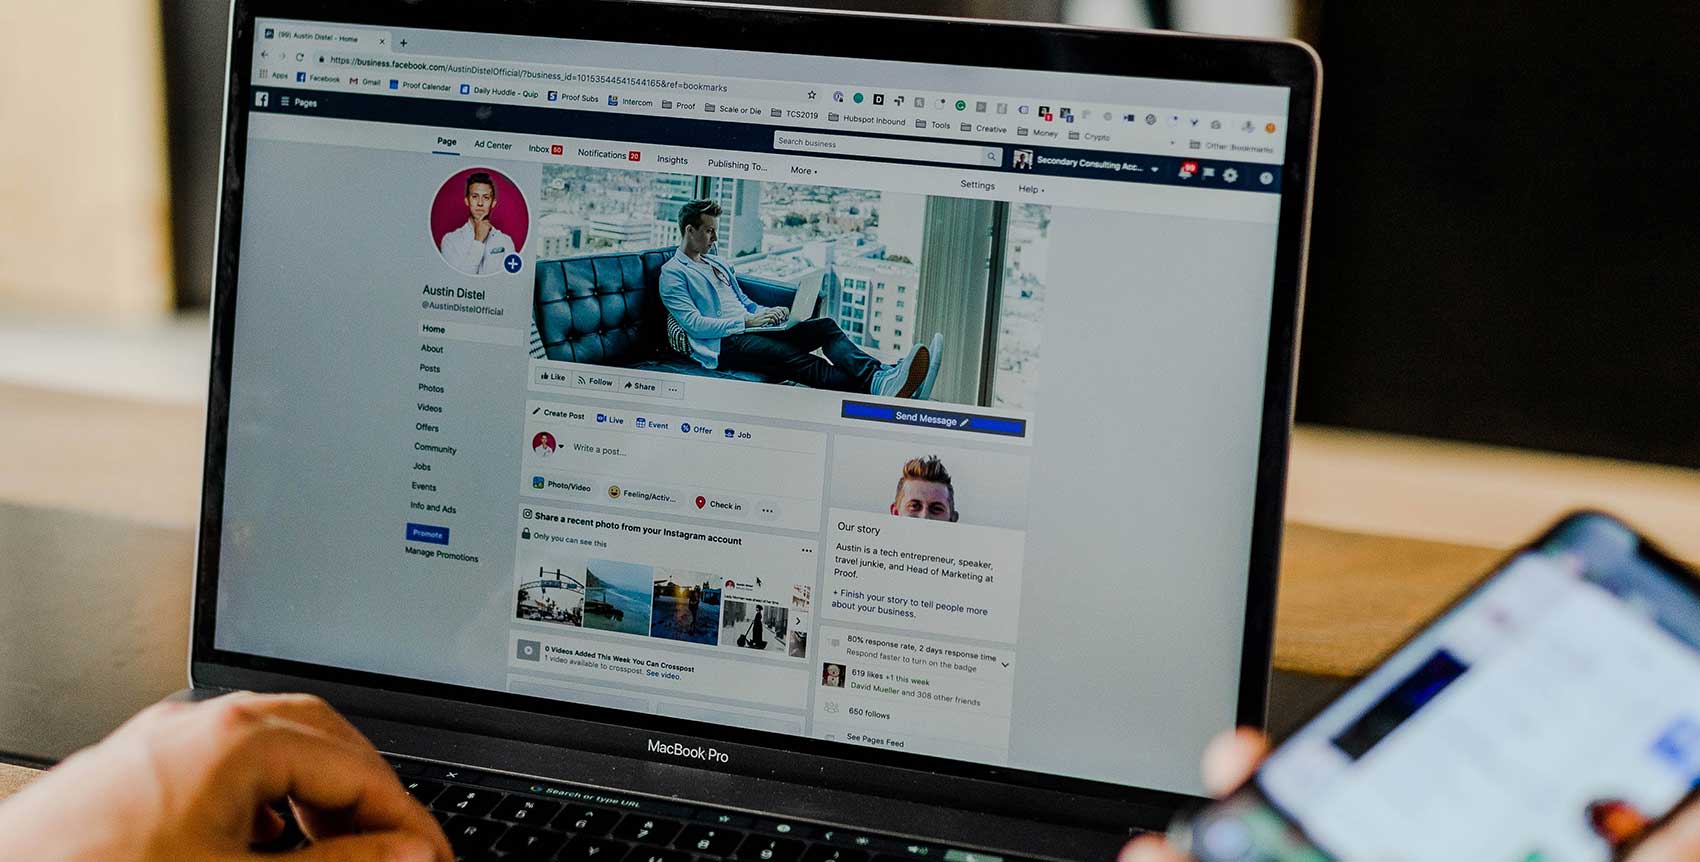 (99) Austin Distel - Home
https://business.facebook.com/AustinDistelOfficial/?business_id=10153544541544165&ref=bookmarks
Apps Facebook Gmail Proof Calendar Daily Huddle - Quip Proof Subs Intercom Proof Scale or Die TCS2019 Hubspot Inbound Tools Creative Money Crypto Other Bookmarks
Pages
Search business
Secondary Consulting Acc...
Page Ad Center Inbox 50 Notifications 20 Insights Publishing To... More
Settings Help
Austin Distel
@AustinDistelOfficial
Home
About
Posts
Photos
Videos
Offers
Community
Jobs
Events
Info and Ads
Promote
Manage Promotions
Like Follow Share ...
Send Message
Create Post Live Event Offer Job
Write a post...
Photo/Video Feeling/Activ... Check in ...
Share a recent photo from your Instagram account ...
Only you can see this
0 Videos Added This Week You Can Crosspost
1 video available to crosspost. See video.
Our story
Austin is a tech entrepreneur, speaker,
travel junkie, and Head of Marketing at
Proof.
+ Finish your story to tell people more
about your business.
80% response rate, 2 days response time
Respond faster to turn on the badge
619 likes +1 this week
David Mueller and 308 other friends
650 follows
See Pages Feed
MacBook Pro
Search or type URL